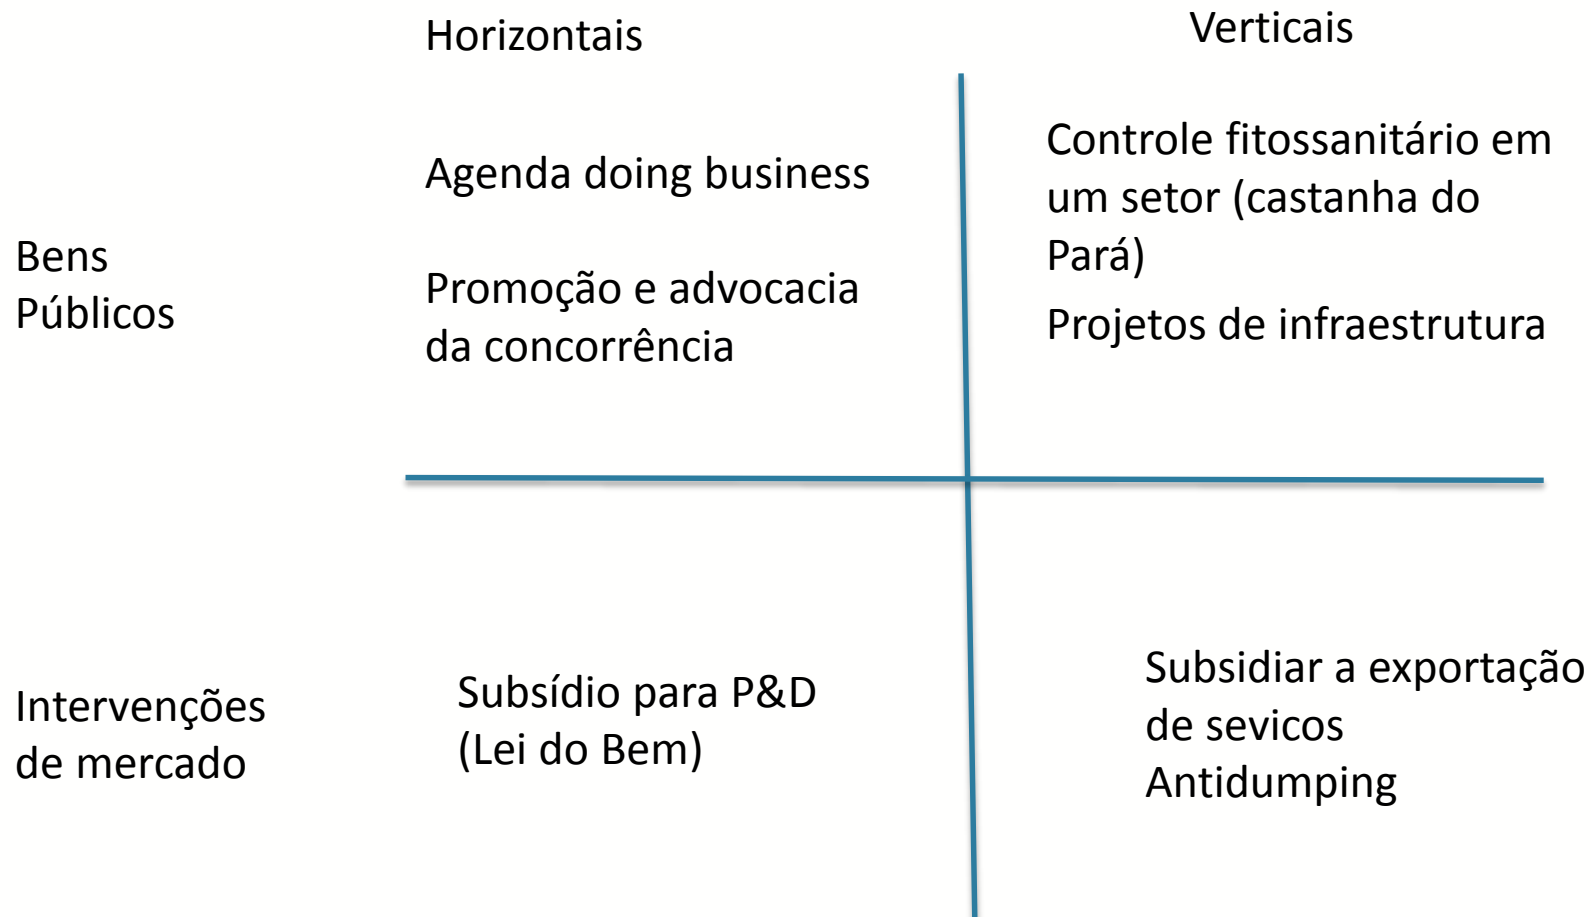 Horizontais
Verticais
Bens
Públicos
Agenda doing business
Promoção e advocacia
da concorrência
Controle fitossanitário em
um setor (castanha do
Pará)
Projetos de infraestrutura
Intervenções
de mercado
Subsídio para P&D
(Lei do Bem)
Subsidiar a exportação
de sevicos
Antidumping